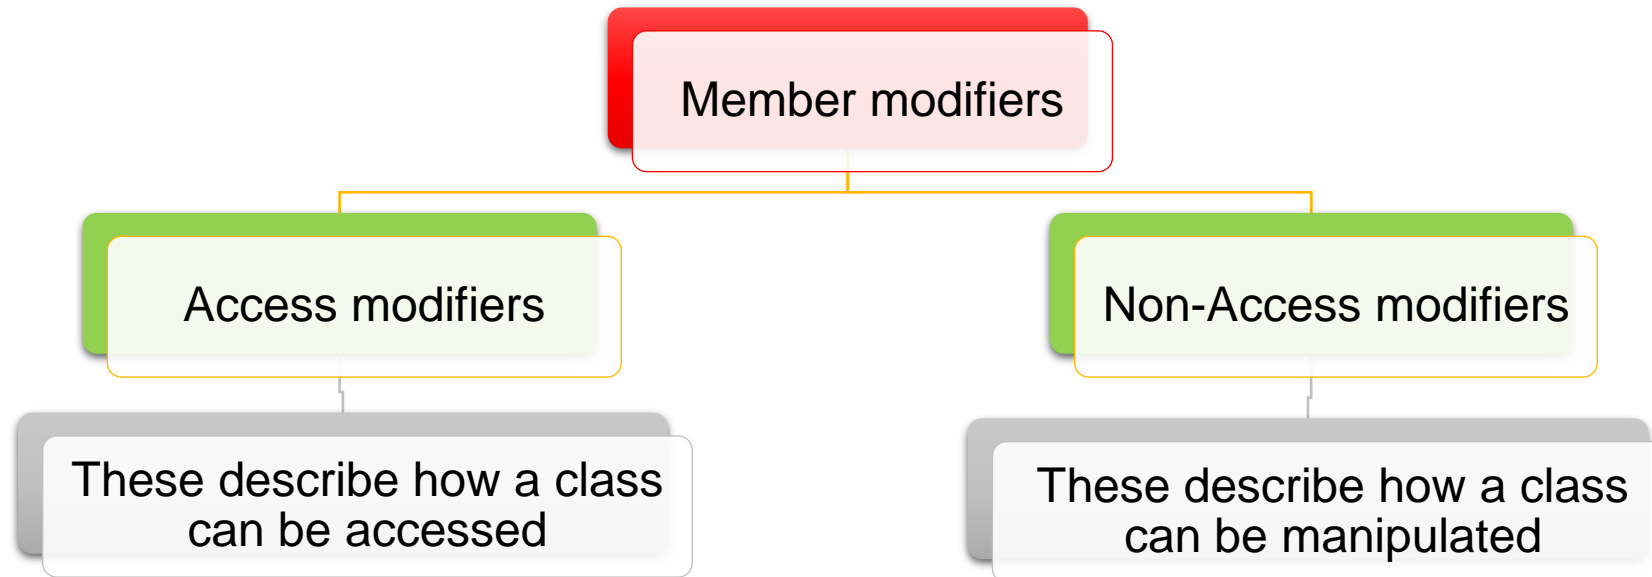 Member modifiers
Access modifiers
Non-Access modifiers
These describe how a class
can be accessed
These describe how a class
can be manipulated